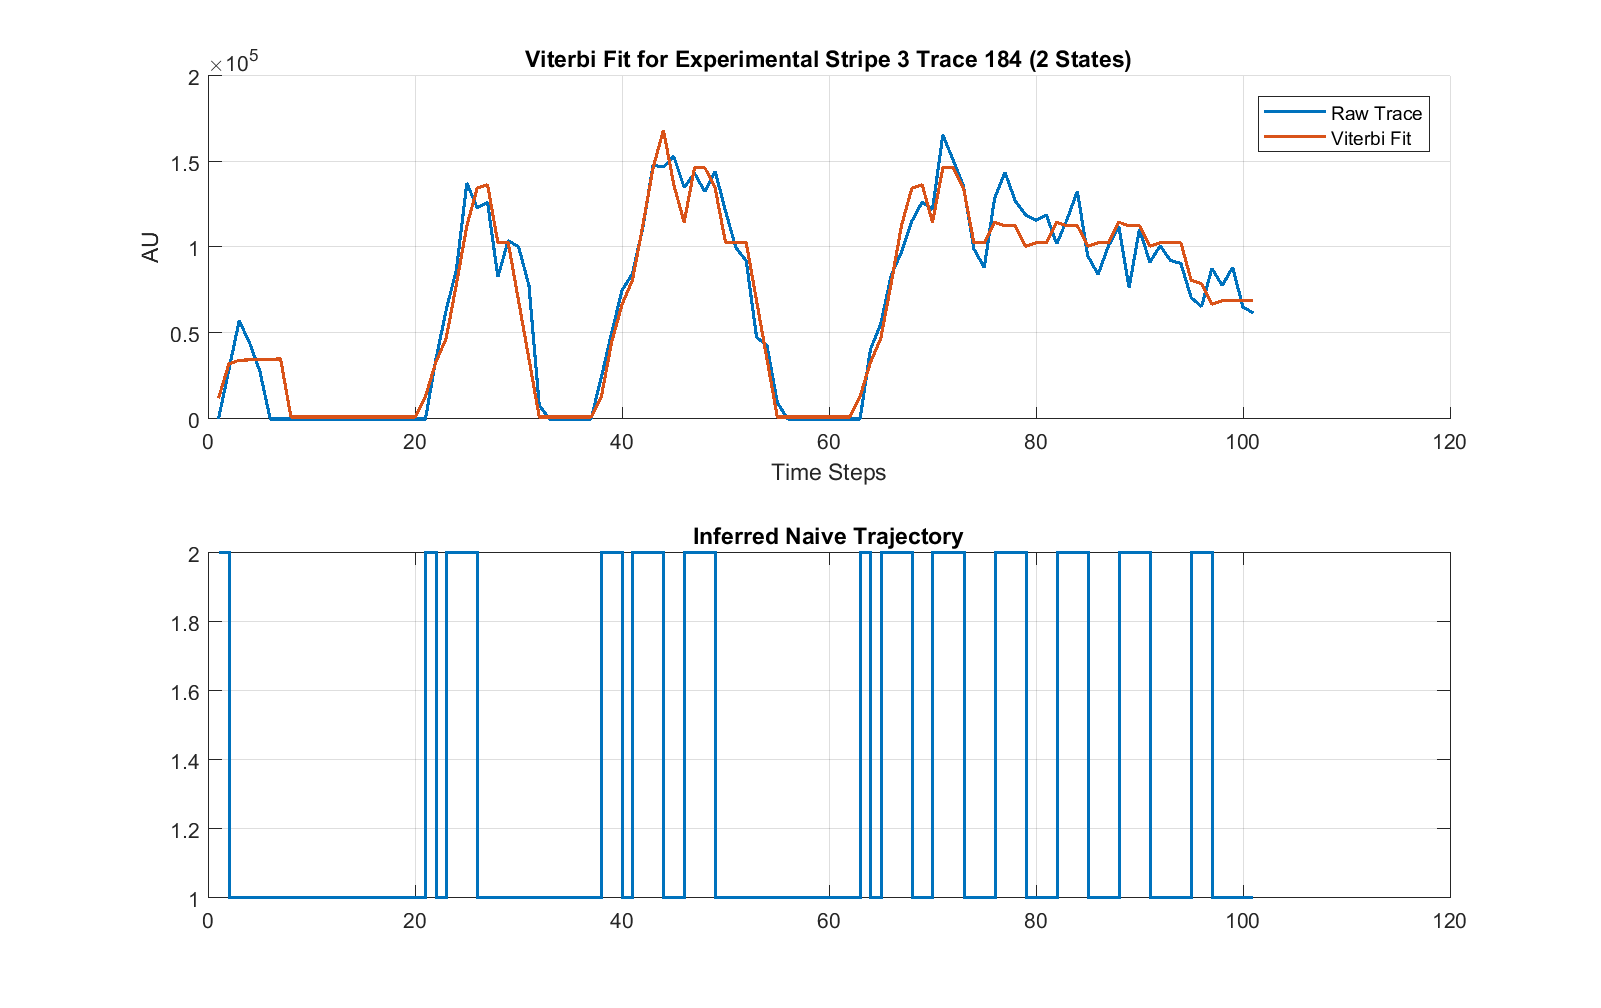 Viterbi Fit for Experimental Stripe 3 Trace 184 (2 States)
×10^5
2
1.5
1
0.5
0
AU
Raw Trace
Viterbi Fit
0 20 40 60 80 100 120
Time Steps
Inferred Naive Trajectory
2
1.8
1.6
1.4
1.2
1
0 20 40 60 80 100 120